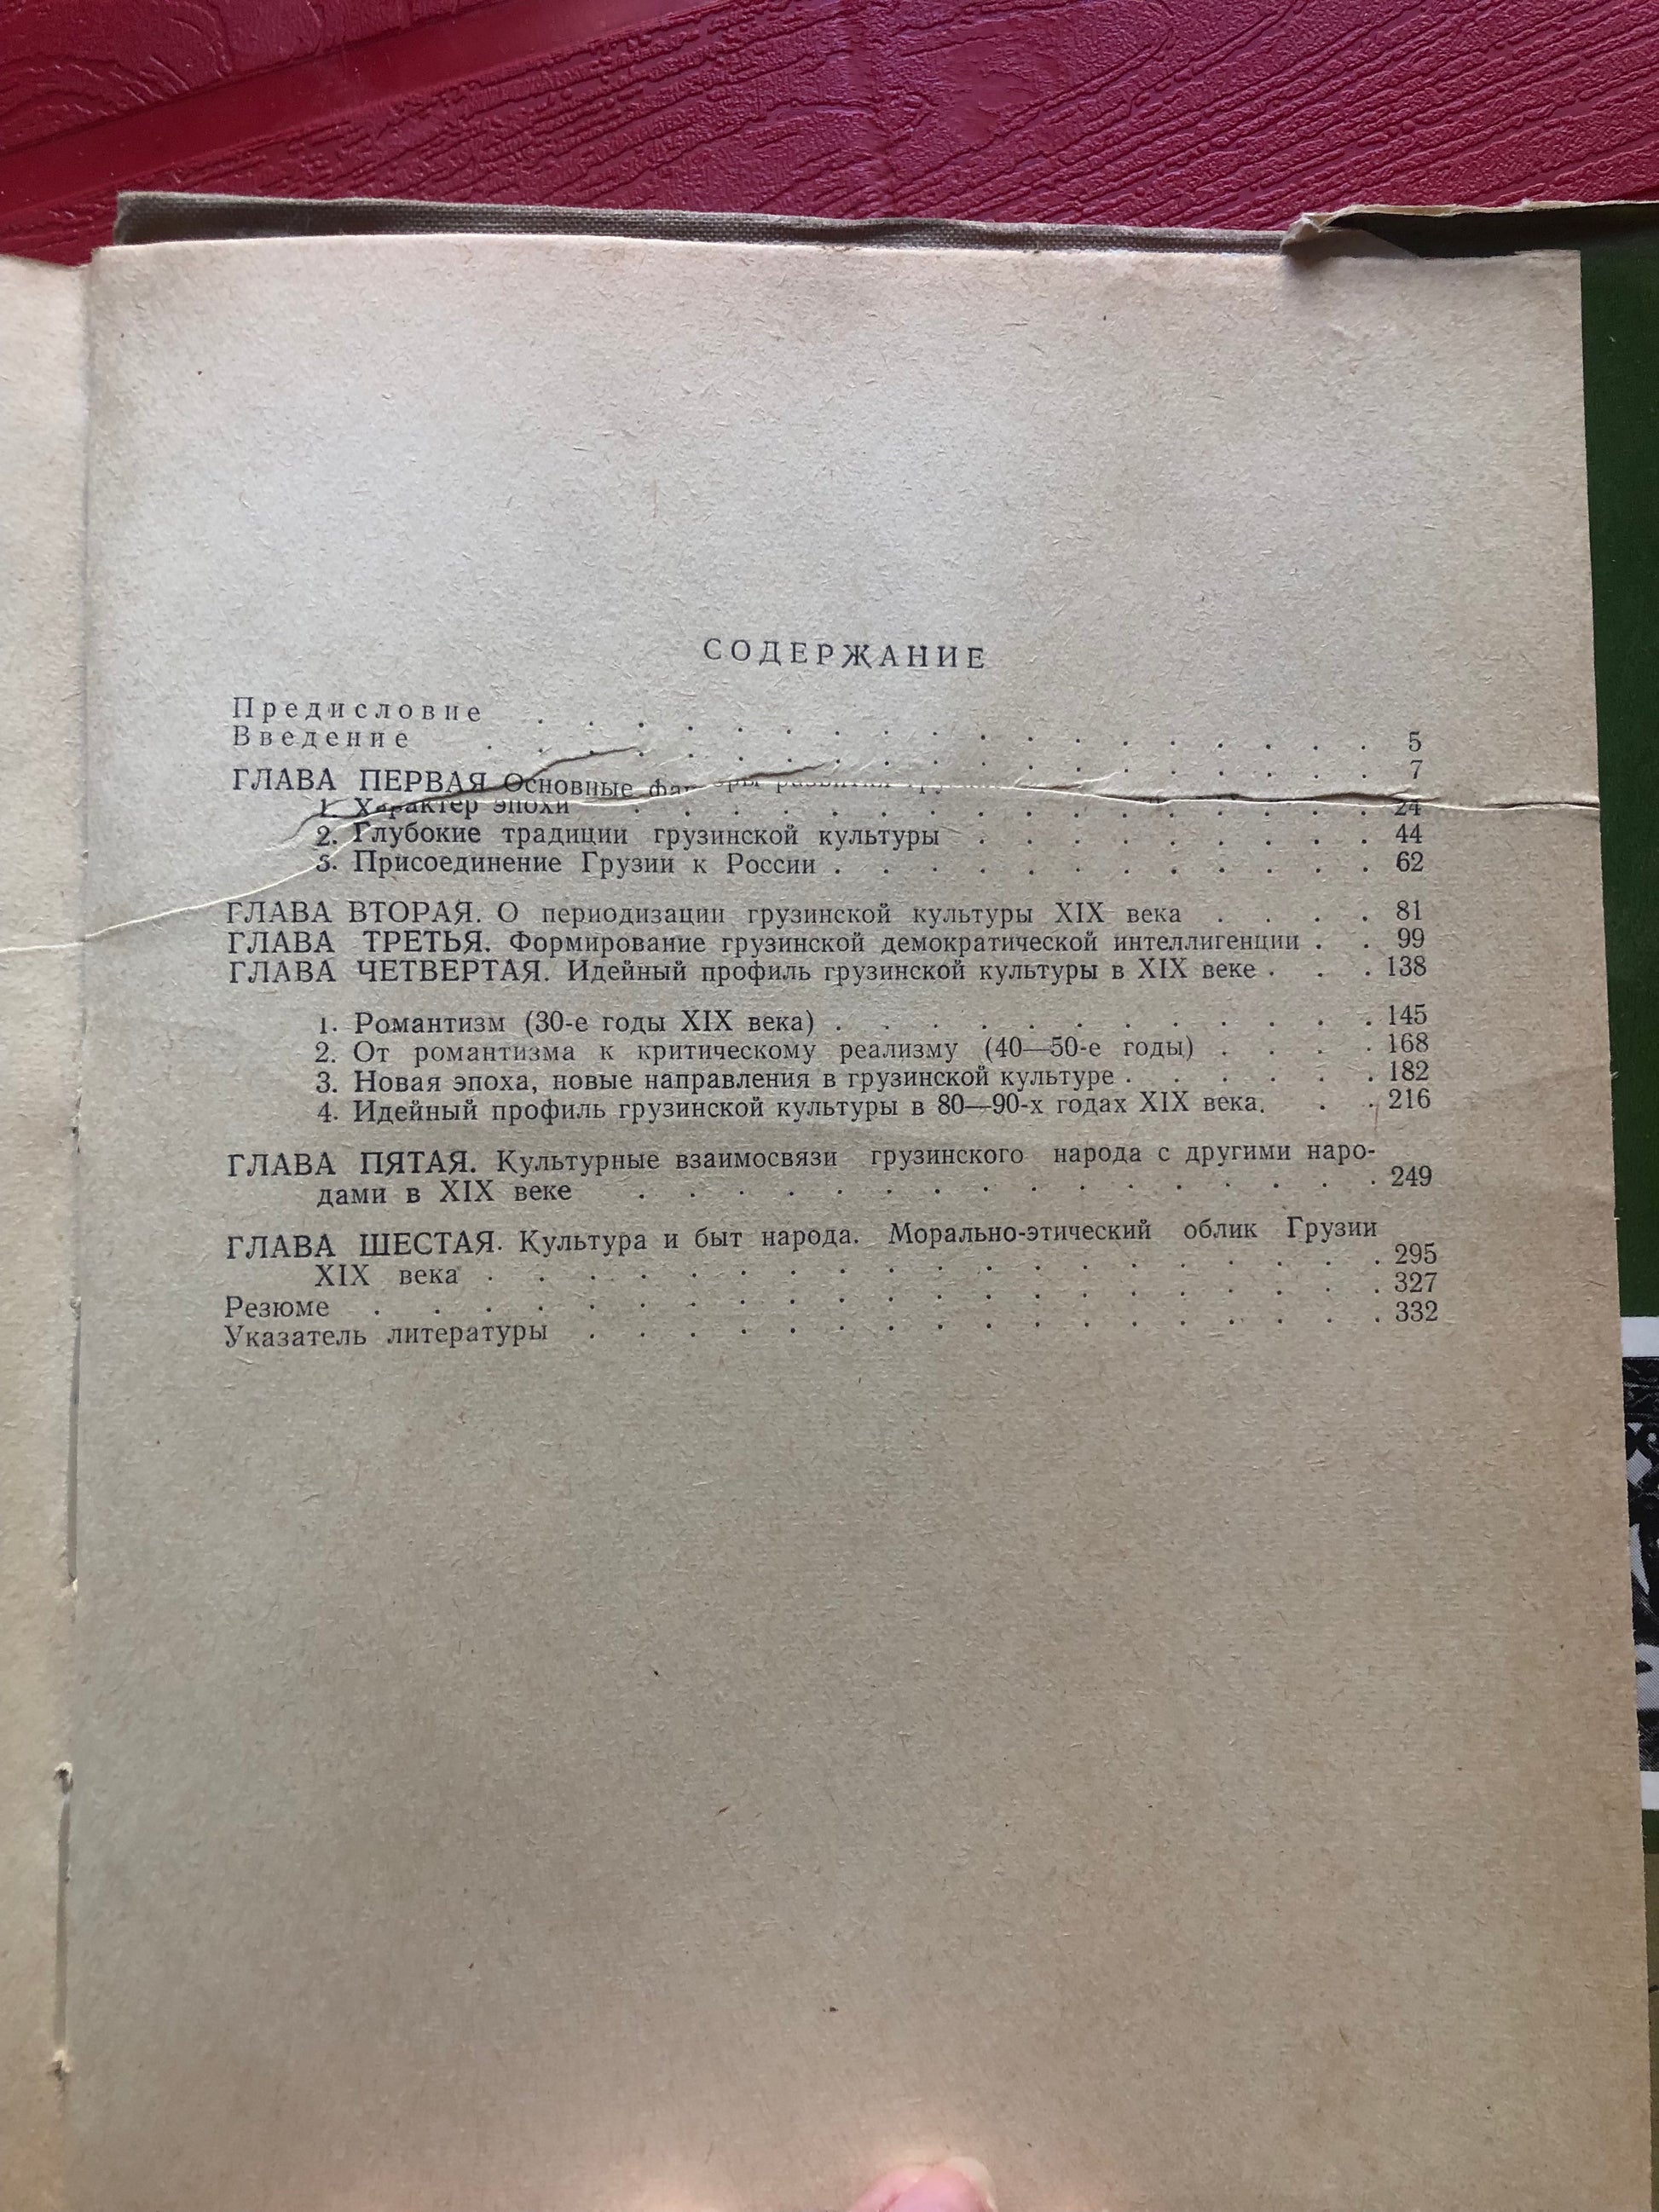 СОДЕРЖАНИЕ
Предисловие . . . . . . . . . . . . . . . 5
Введение . . . . . . . . . . . . . . . . 7
ГЛАВА ПЕРВАЯ Основные
1. Характер эпохи . . . . . . . . . . . . . 24
2. Глубокие традиции грузинской культуры . . . . . . . . 44
3. Присоединение Грузии к России . . . . . . . . . . 62
ГЛАВА ВТОРАЯ. О периодизации грузинской культуры XIX века . . . . 81
ГЛАВА ТРЕТЬЯ. Формирование грузинской демократической интеллигенции . . 99
ГЛАВА ЧЕТВЕРТАЯ. Идейный профиль грузинской культуры в XIX веке . . . 138
1. Романтизм (30-е годы XIX века) . . . . . . . . . . 145
2. От романтизма к критическому реализму (40—50-е годы) . . . . 168
3. Новая эпоха, новые направления в грузинской культуре . . . . . . 182
4. Идейный профиль грузинской культуры в 80—90-х годах XIX века. . . 216
ГЛАВА ПЯТАЯ. Культурные взаимосвязи грузинского народа с другими наро-
дами в XIX веке . . . . . . . . . . . . . 249
ГЛАВА ШЕСТАЯ. Культура и быт народа. Морально-этический облик Грузии
XIX века . . . . . . . . . . . . . . . . 295
Резюме . . . . . . . . . . . . . . . . . 327
Указатель литературы . . . . . . . . . . . . . . 332